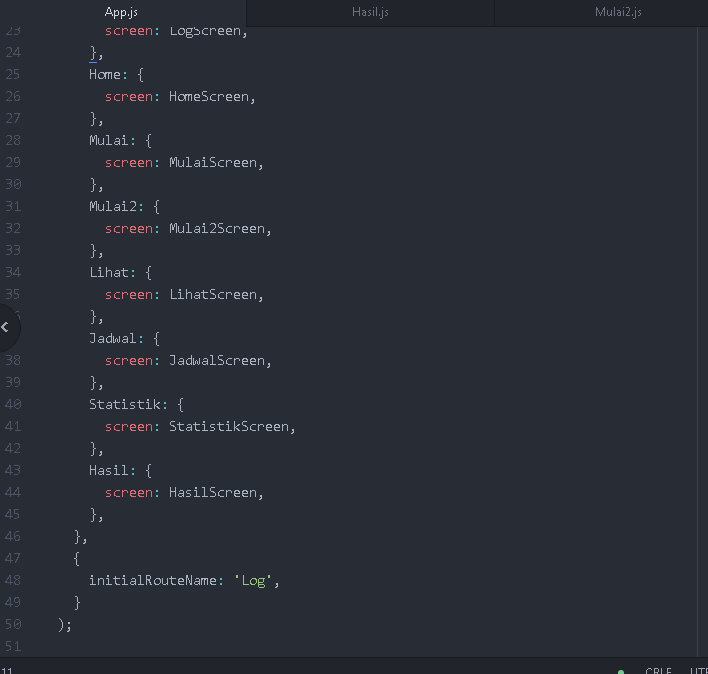 App.js Hasil.js Mulai2.js
23 screen: LogScreen,
24 },
25 Home: {
26 screen: HomeScreen,
27 },
28 Mulai: {
29 screen: MulaiScreen,
30 },
31 Mulai2: {
32 screen: Mulai2Screen,
33 },
34 Lihat: {
35 screen: LihatScreen,
},
Jadwal: {
38 screen: JadwalScreen,
39 },
40 Statistik: {
41 screen: StatistikScreen,
42 },
43 Hasil: {
44 screen: HasilScreen,
45 },
46 },
47 {
48 initialRouteName: 'Log',
49 }
50 );
51
11 CRLF